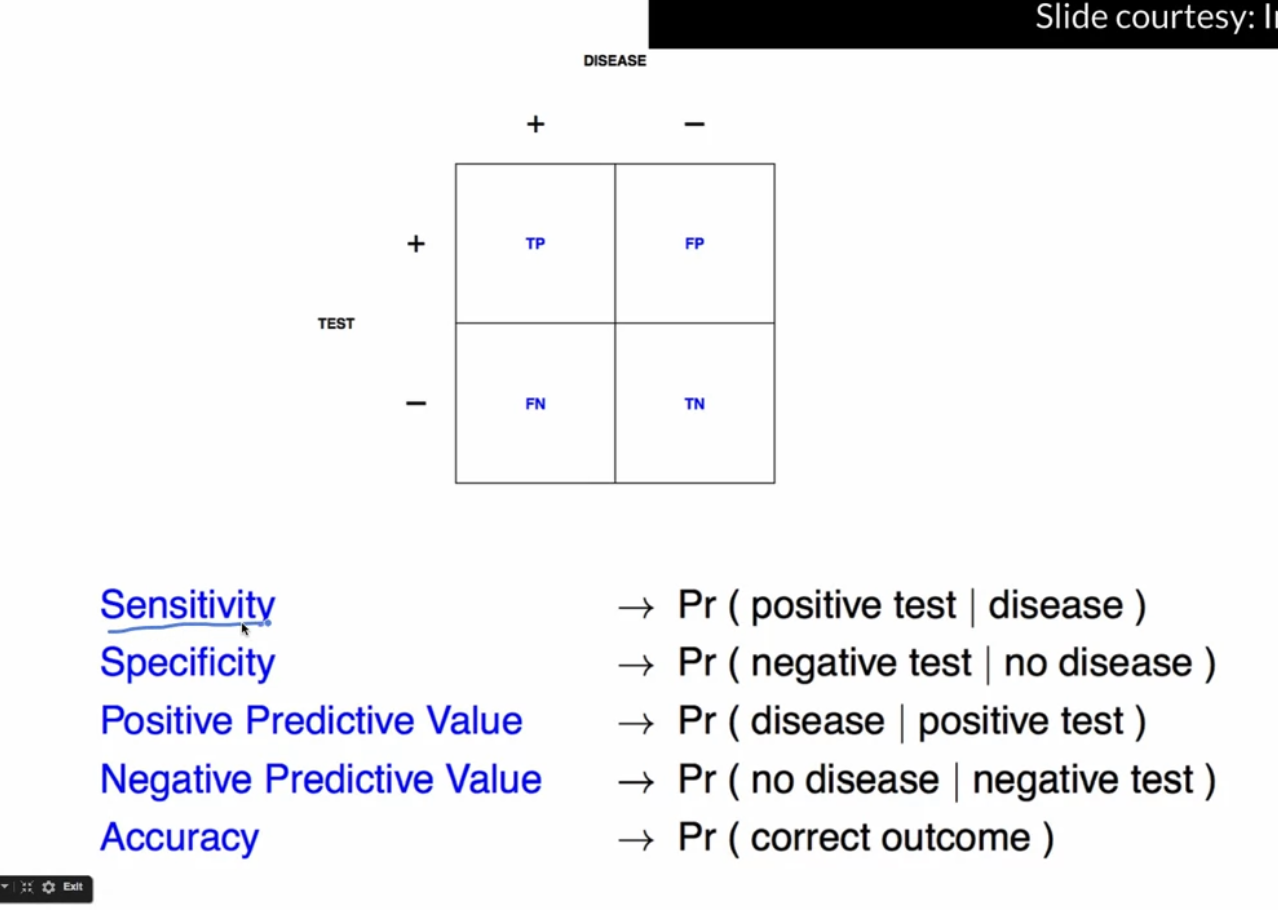 Slide courtesy:
DISEASE
+ −
+ TP FP
TEST
− FN TN
Sensitivity → Pr ( positive test | disease )
Specificity → Pr ( negative test | no disease )
Positive Predictive Value → Pr ( disease | positive test )
Negative Predictive Value → Pr ( no disease | negative test )
Accuracy → Pr ( correct outcome )
Exit